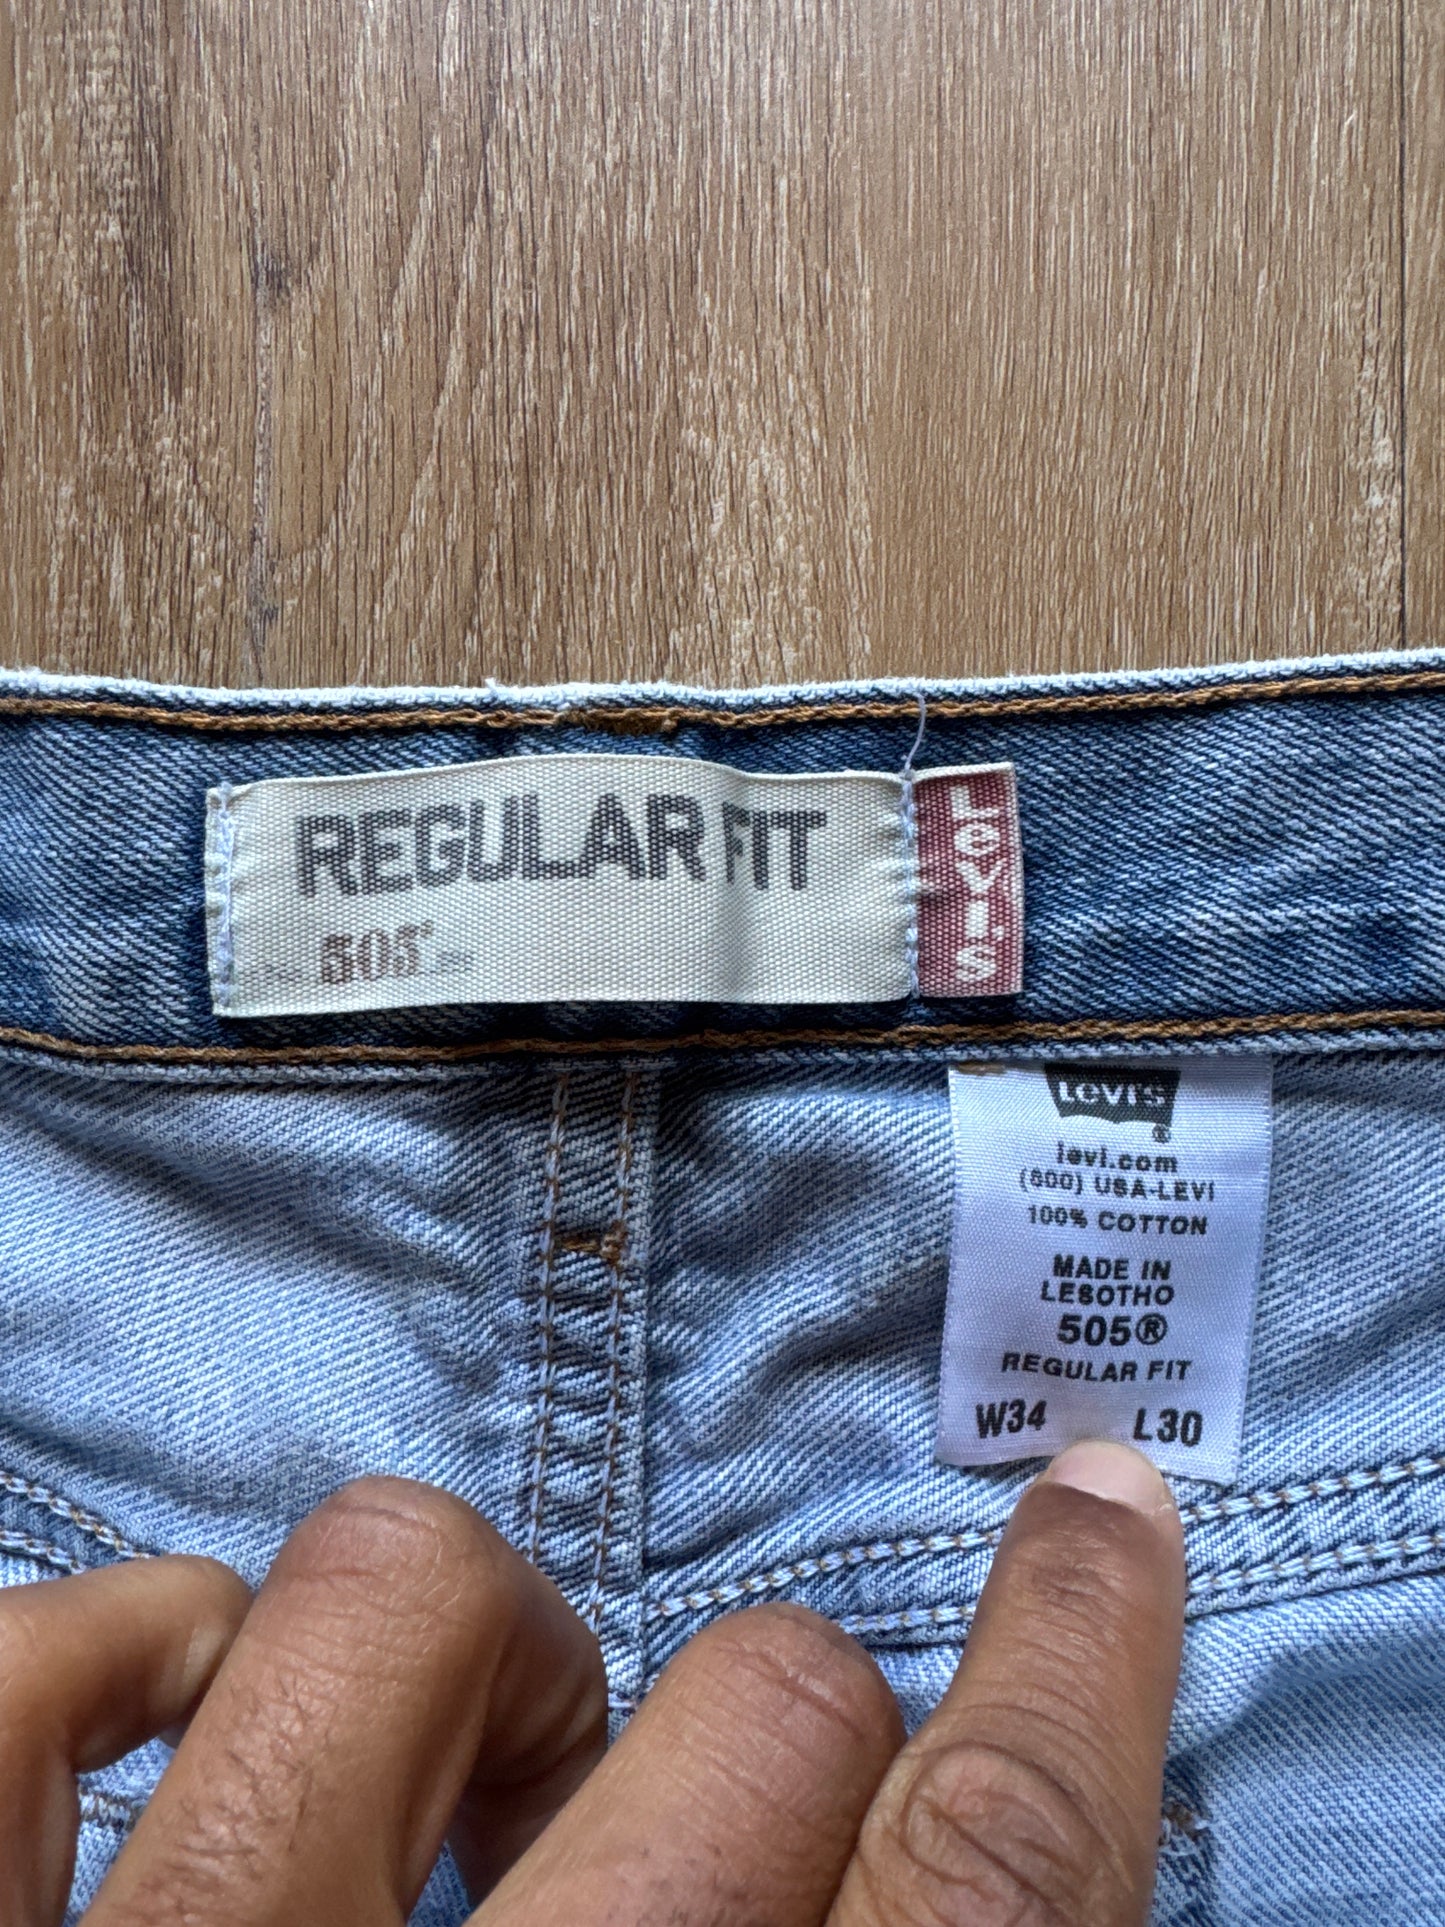 REGULAR FIT
505®
Levi's
Levi's
®
levi.com
(800) USA-LEVI
100% COTTON
MADE IN
LESOTHO
505®
REGULAR FIT
W34 L30